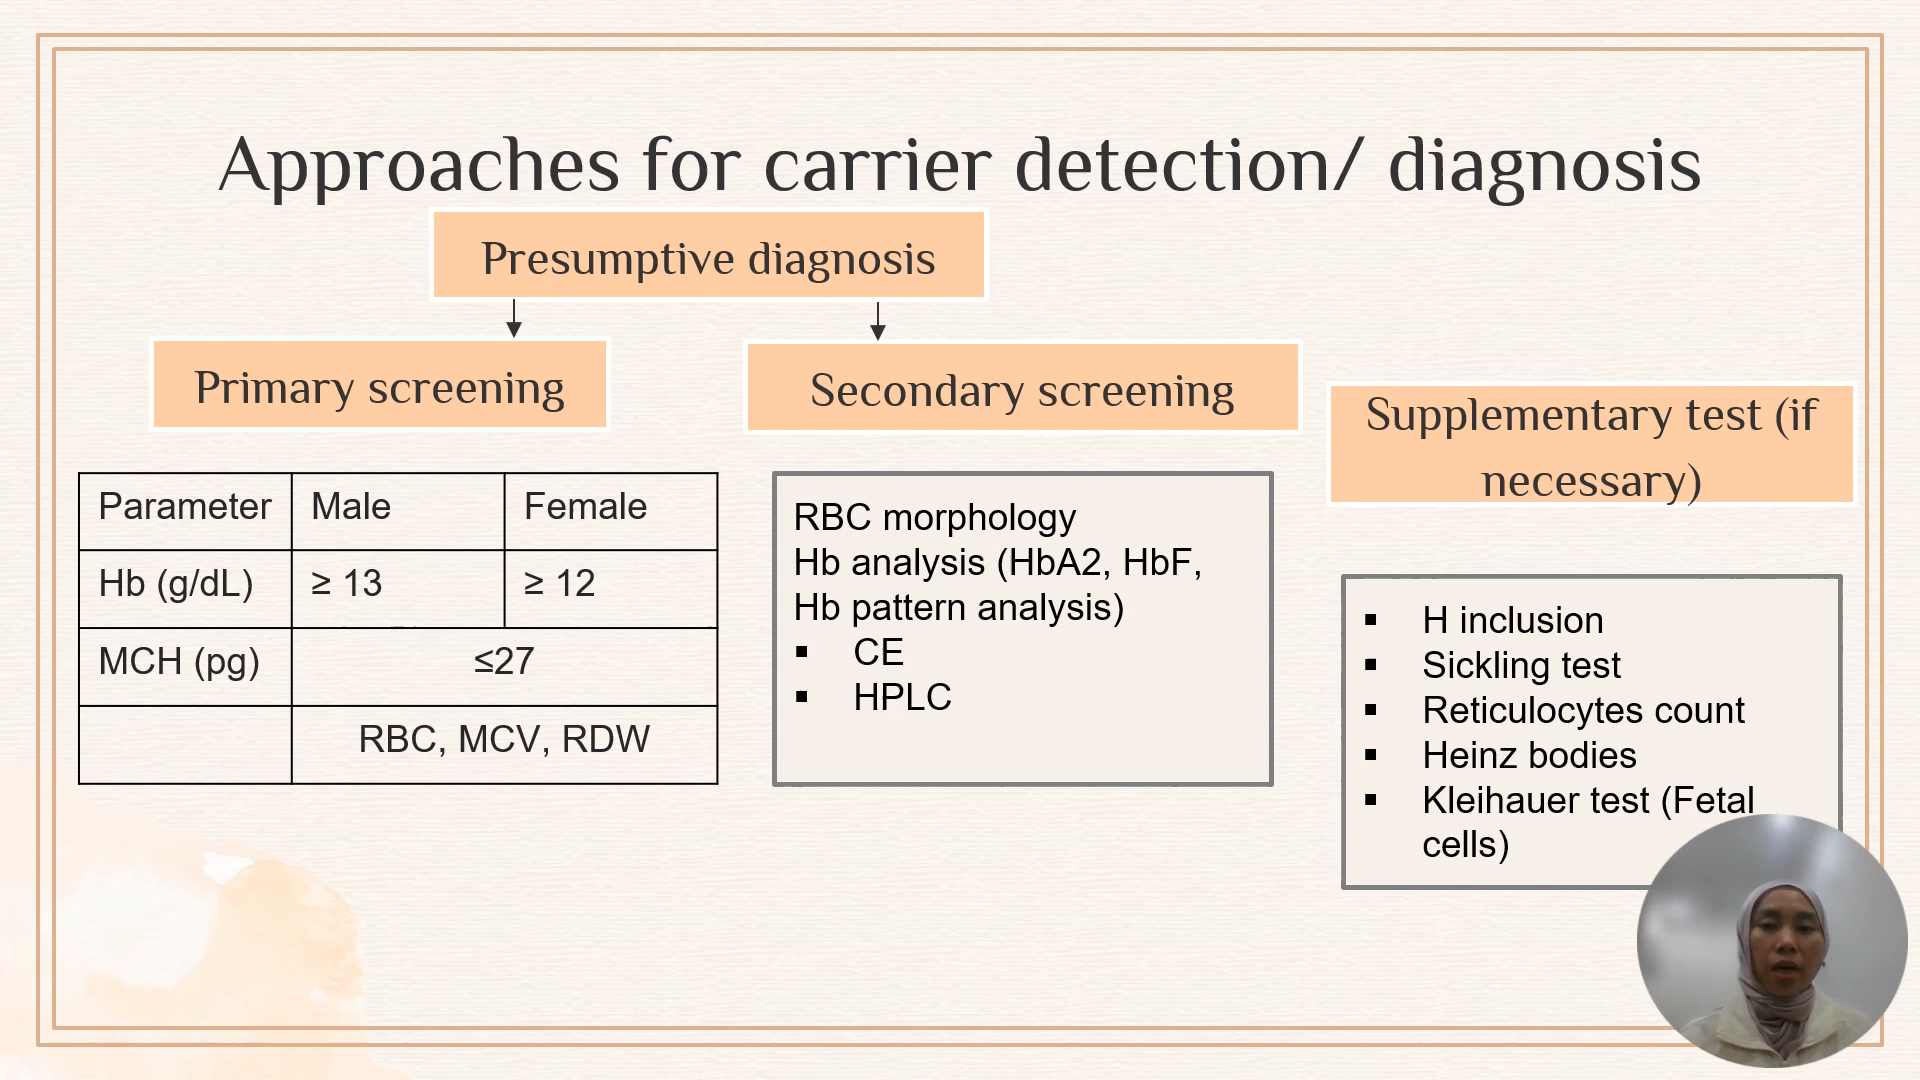 Approaches for carrier detection/ diagnosis
Presumptive diagnosis
Primary screening
Secondary screening
Supplementary test (if
necessary)
Parameter Male Female
Hb (g/dL) ≥ 13 ≥ 12
MCH (pg) ≤27
RBC, MCV, RDW
RBC morphology
Hb analysis (HbA2, HbF,
Hb pattern analysis)
▪ CE
▪ HPLC
▪ H inclusion
▪ Sickling test
▪ Reticulocytes count
▪ Heinz bodies
▪ Kleihauer test (Fetal
cells)